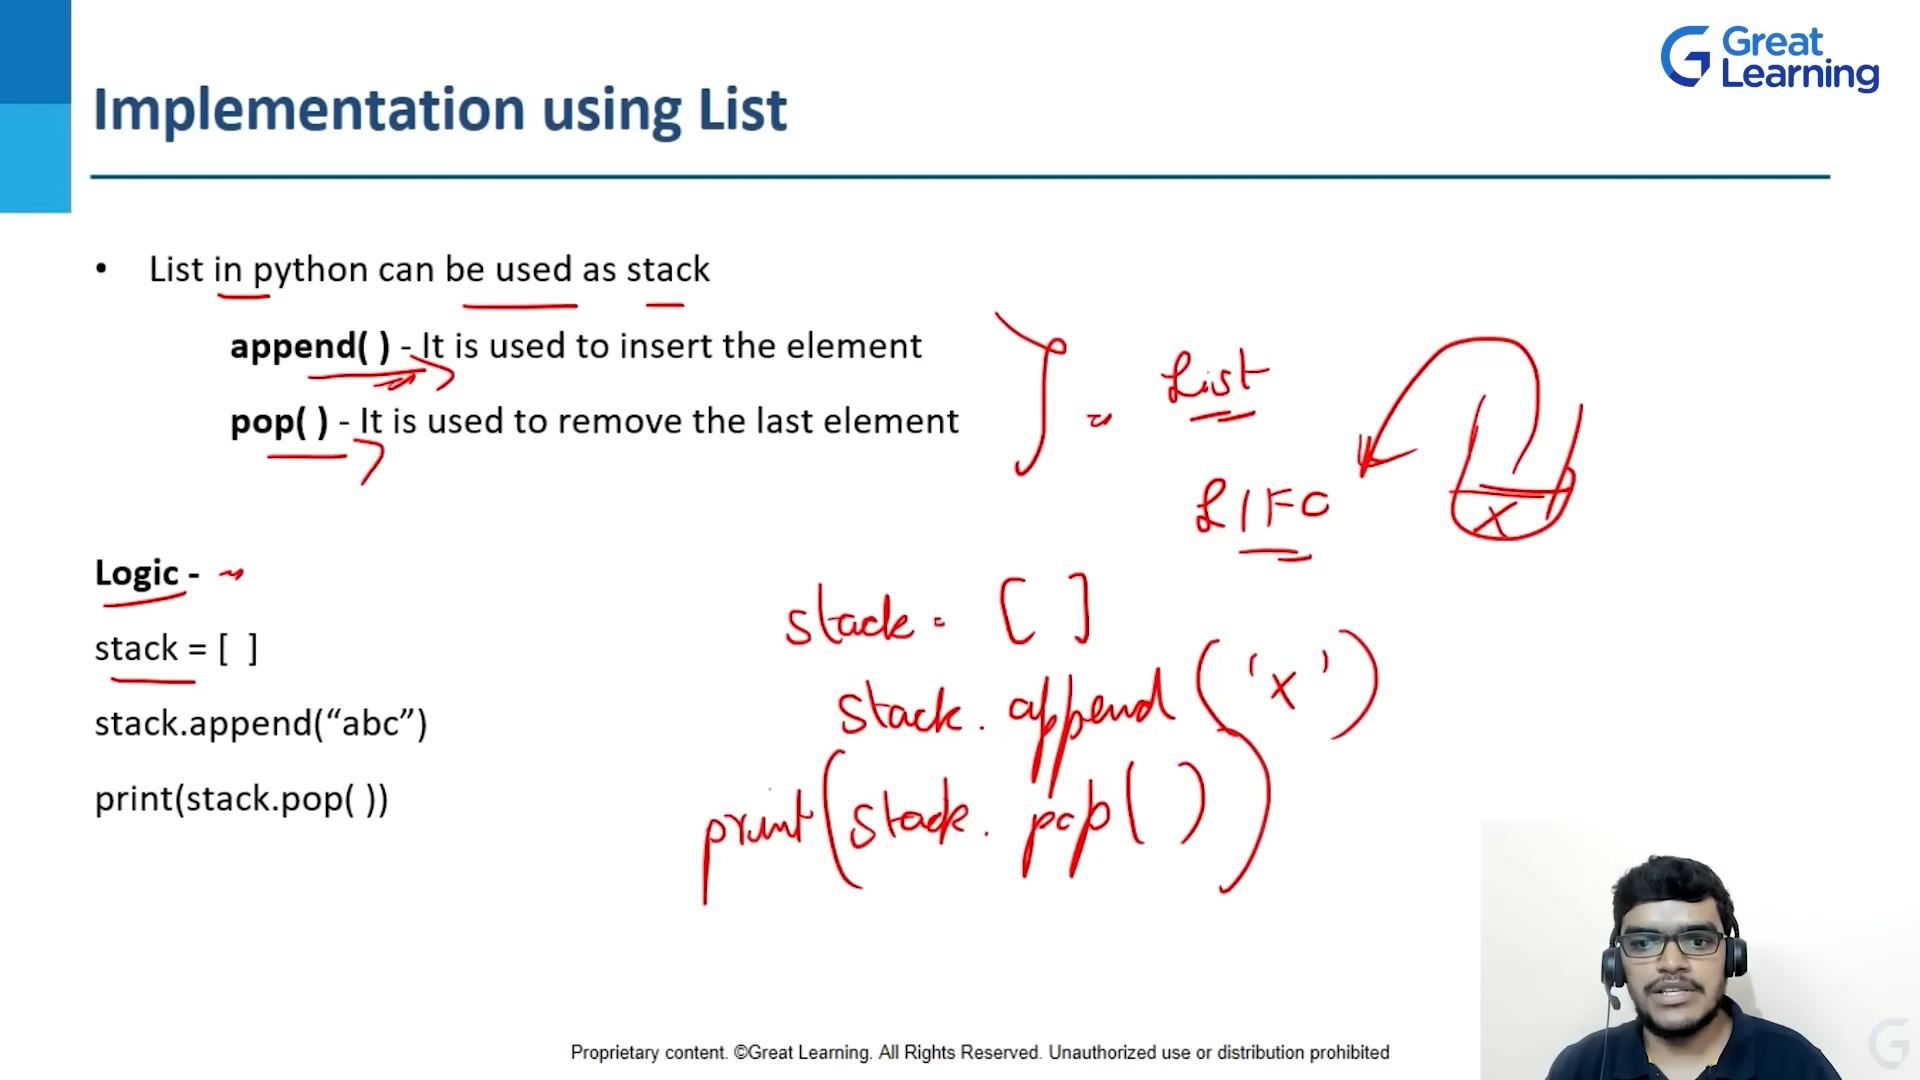 Great
Learning
Implementation using List
• List in python can be used as stack
append( ) - It is used to insert the element
pop( ) - It is used to remove the last element
= List
LIFO
X
Logic -
stack = [ ]
stack.append(“abc”)
print(stack.pop( ))
stack = [ ]
stack. append ('x')
print(stack. pop( ))
Proprietary content. ©Great Learning. All Rights Reserved. Unauthorized use or distribution prohibited